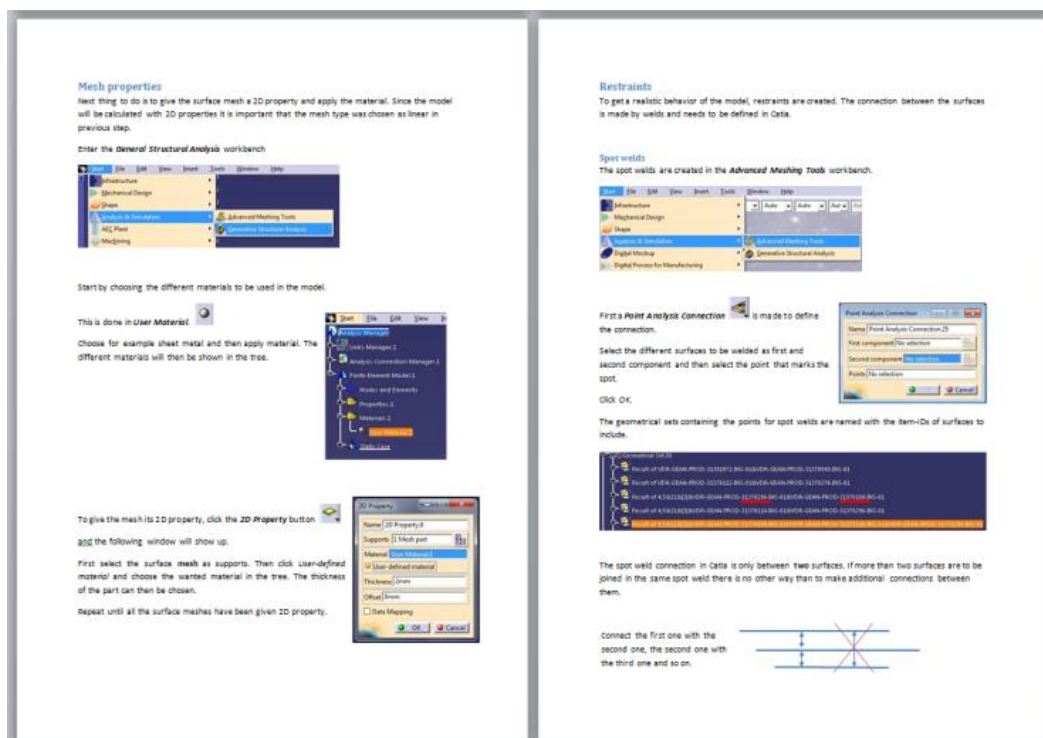 Mesh properties
Next thing to do is to give the surface mesh a 2D property and apply the material. Since the model
will be calculated with 2D properties it is important that the mesh type was chosen as linear in
previous step.
Enter the General Structural Analysis workbench
Start File Edit View Insert Tools Window Help
Infrastructure
Mechanical Design
Shape
Analysis & Simulation
Advanced Meshing Tools
AEC Plant
Generative Structural Analysis
Machining
Start by choosing the different materials to be used in the model.
This is done in User Material.
Choose for example sheet metal and then apply material. The
different materials will then be shown in the tree.
Start File Edit View
Analysis Manager
Units Manager.1
Analysis Connection Manager.1
Finite Element Model.1
Nodes and Elements
Properties.1
Materials.1
User Material.1
Static Case
To give the mesh its 2D property, click the 2D Property button
and the following window will show up.
First select the surface mesh as supports. Then click User-defined
material and choose the wanted material in the tree. The thickness
of the part can then be chosen.
Repeat until all the surface meshes have been given 2D property.
2D Property
Name 2D Property.8
Supports 1 Mesh part
Material User Material.1
User-defined material
Thickness 2mm
Offset 0mm
Data Mapping
OK Cancel
Restraints
To get a realistic behavior of the model, restraints are created. The connection between the surfaces
is made by welds and needs to be defined in Catia.
Spot welds
The spot welds are created in the Advanced Meshing Tools workbench.
Start File Edit View Insert Tools Window Help
Infrastructure
Auto Auto Aut
Mechanical Design
Shape
Analysis & Simulation
Advanced Meshing Tools
Digital Mockup
Generative Structural Analysis
Digital Process for Manufacturing
First a Point Analysis Connection is made to define
the connection.
Select the different surfaces to be welded as first and
second component and then select the point that marks the
spot.
Click OK.
Point Analysis Connection
Name Point Analysis Connection.25
First component No selection
Second component No selection
Points No selection
Cancel
The geometrical sets containing the points for spot welds are named with the item-IDs of surfaces to
include.
The spot weld connection in Catia is only between two surfaces. If more than two surfaces are to be
joined in the same spot weld there is no other way than to make additional connections between
them.
Connect the first one with the
second one, the second one with
the third one and so on.